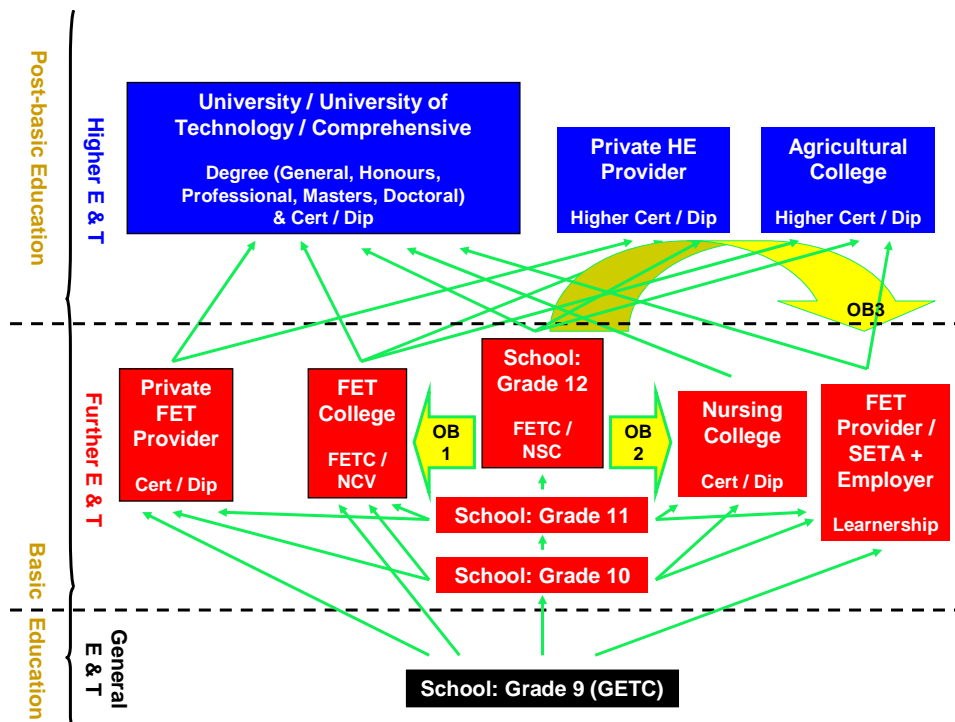 Post-basic Education
Higher E & T
University / University of
Technology / Comprehensive
Degree (General, Honours,
Professional, Masters, Doctoral)
& Cert / Dip
Private HE
Provider
Higher Cert / Dip
Agricultural
College
Higher Cert / Dip
OB3
Further E & T
Private
FET
Provider
Cert / Dip
FET
College
FETC /
NCV
OB
1
School:
Grade 12
FETC /
NSC
OB
2
Nursing
College
Cert / Dip
FET
Provider /
SETA +
Employer
Learnership
School: Grade 11
School: Grade 10
Basic Education
General
E & T
School: Grade 9 (GETC)